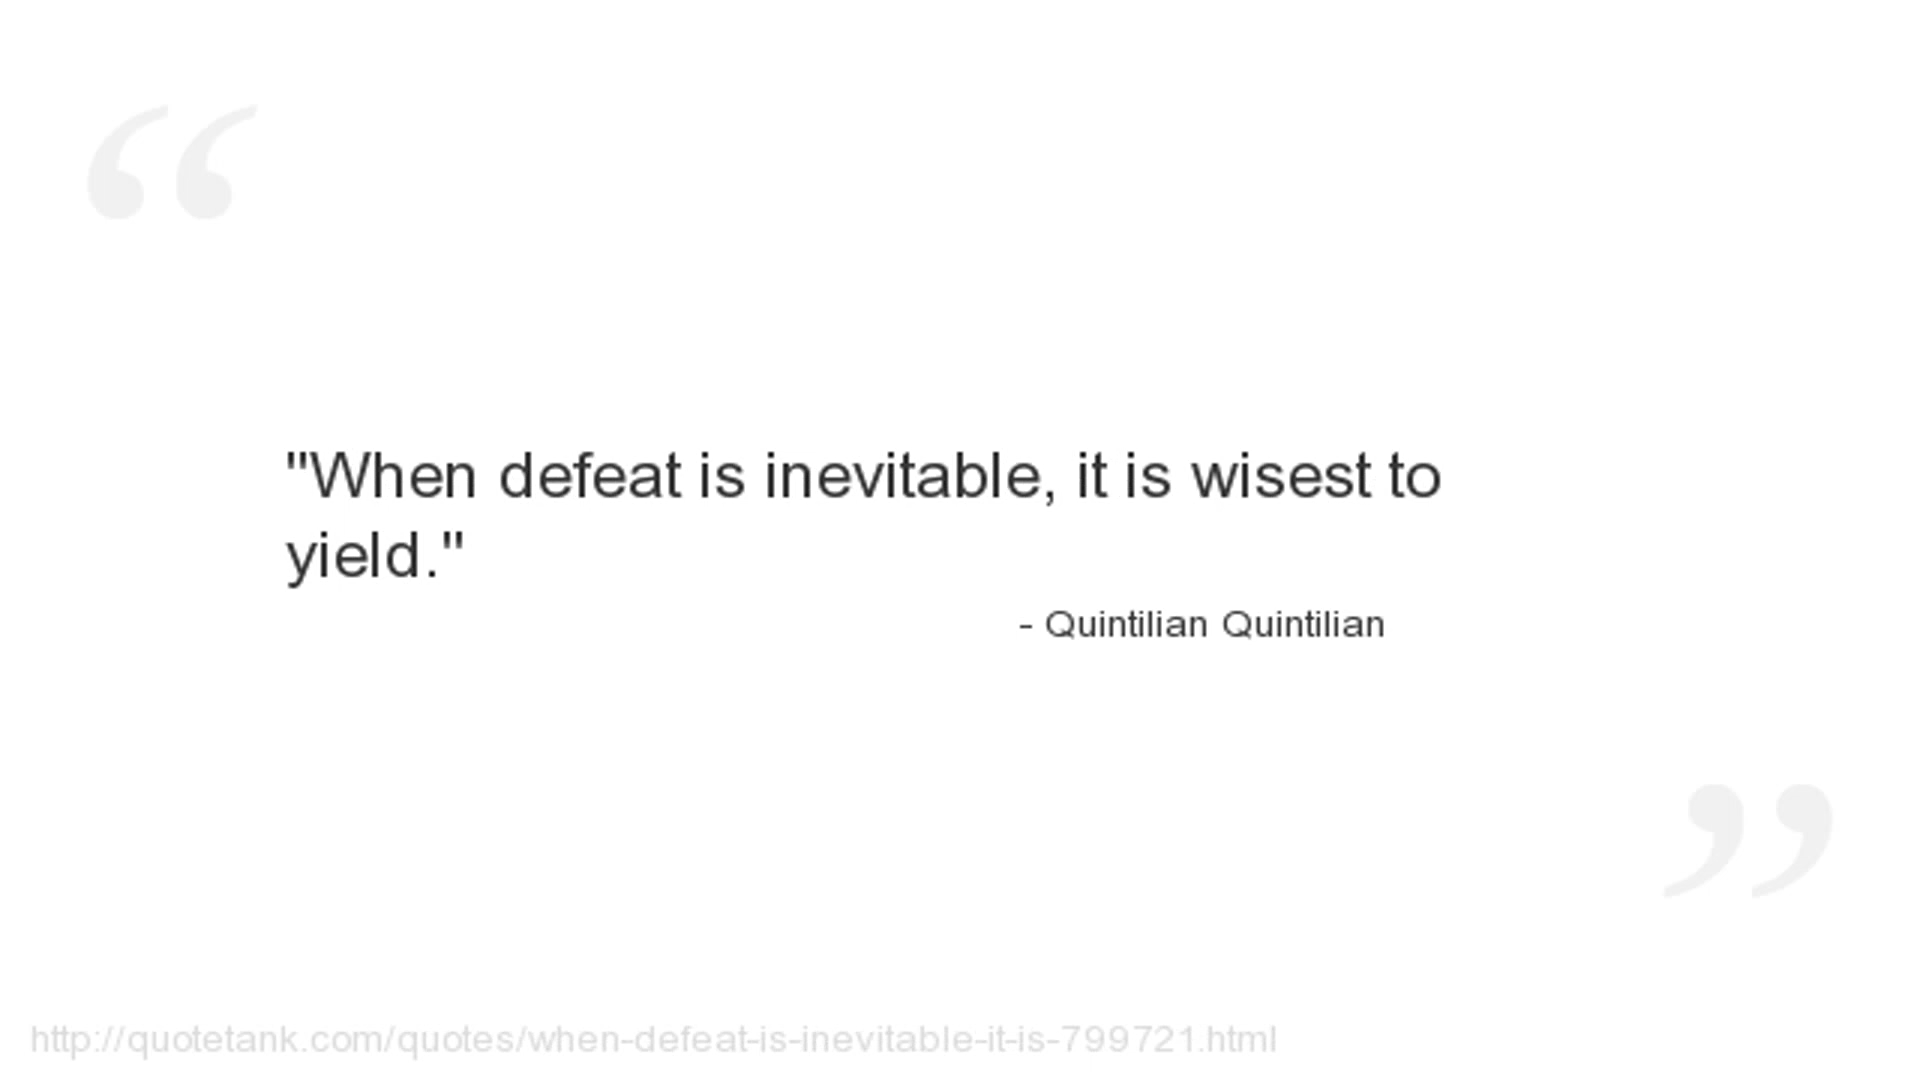 "When defeat is inevitable, it is wisest to
yield."
- Quintilian Quintilian
http://quotetank.com/quotes/when-defeat-is-inevitable-it-is-799721.html